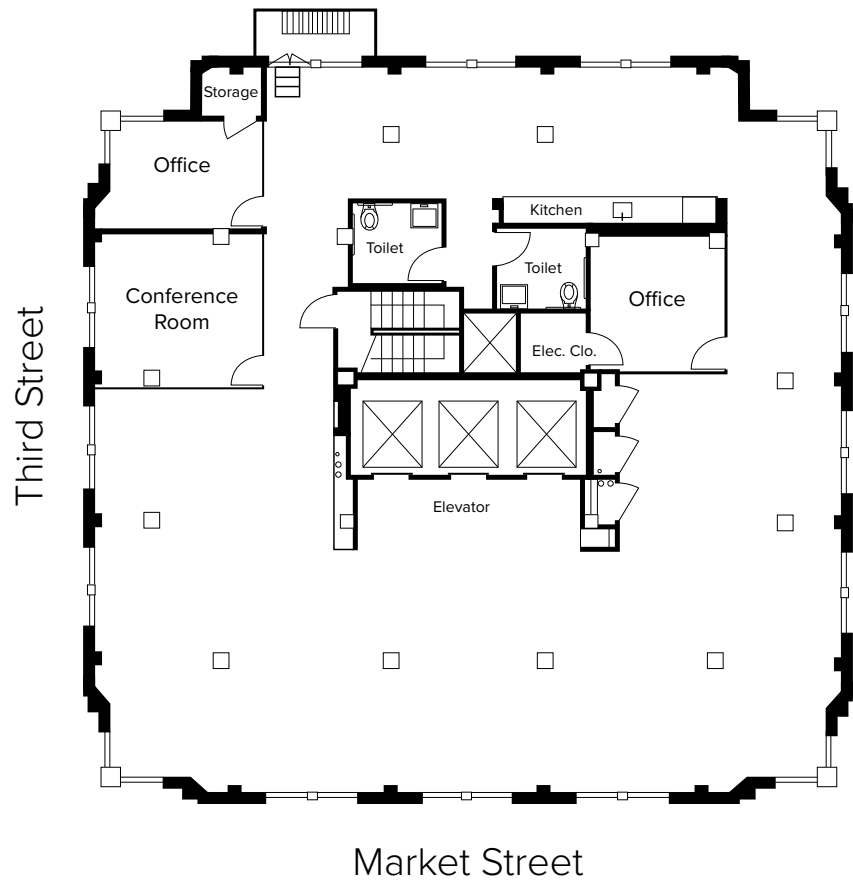 Storage
Office
Kitchen
Toilet
Toilet
Conference
Room
Office
Elec. Clo.
Elevator
Third Street
Market Street